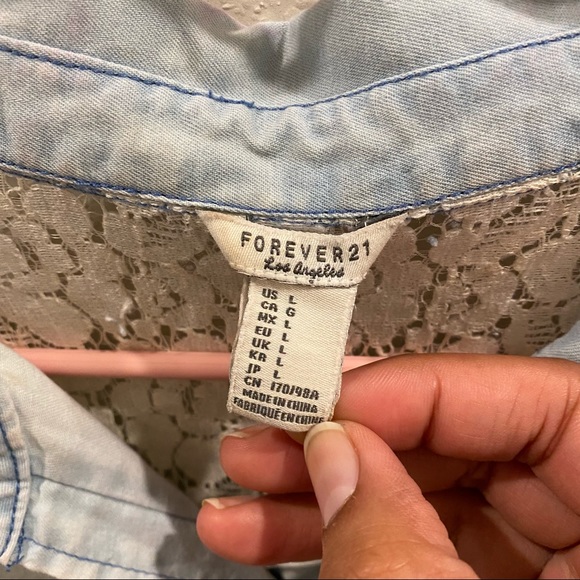 FOREVER 21
Los Angeles
US L
CA G
MX L
EU L
UK L
KR L
JP L
CN 170/98A
MADE IN CHINA
FABRIQUÉ EN CHINE